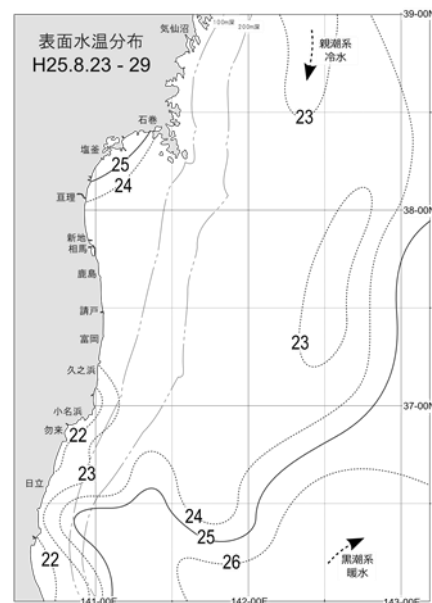 表面水温分布
H25.8.23 - 29
気仙沼
100m深
200m深
39-00N
親潮系
冷水
23
石巻
塩釜
25
24
亘理
38-00N
新地
相馬
鹿島
請戸
23
富岡
久之浜
37-00N
小名浜
勿来
22
23
日立
24
25
26
22
黒潮系
暖水
141-00E
142-00E
143-00E